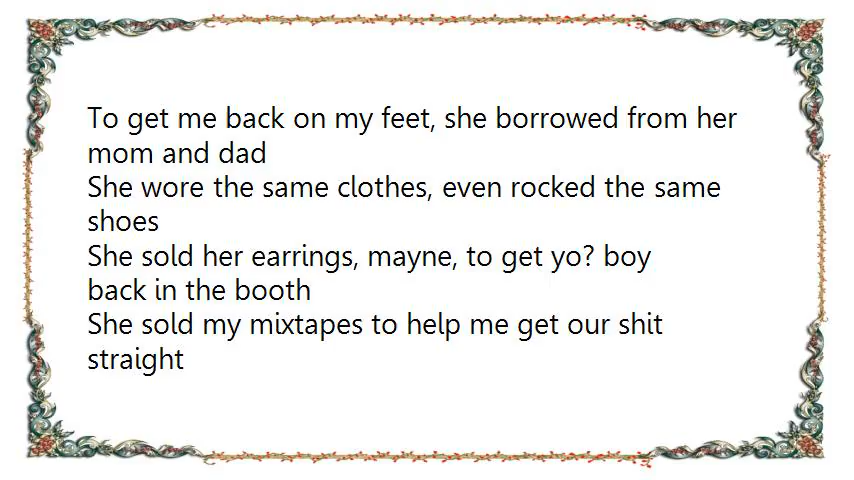 To get me back on my feet, she borrowed from her
mom and dad
She wore the same clothes, even rocked the same
shoes
She sold her earrings, mayne, to get yo? boy
back in the booth
She sold my mixtapes to help me get our shit
straight